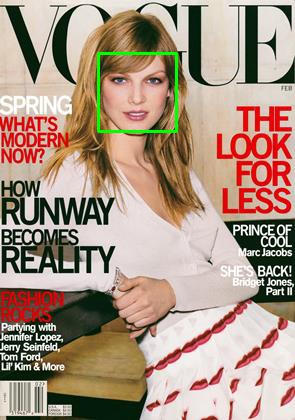 VOGUE
FEB
SPRING
WHAT'S
MODERN
NOW?
THE
LOOK
FOR
LESS
HOW
RUNWAY
BECOMES
REALITY
PRINCE OF
COOL
Marc Jacobs
SHE'S BACK!
Bridget Jones,
Part II
FASHION
ROCKS
Partying with
Jennifer Lopez,
Jerry Seinfeld,
Tom Ford,
Lil' Kim & More